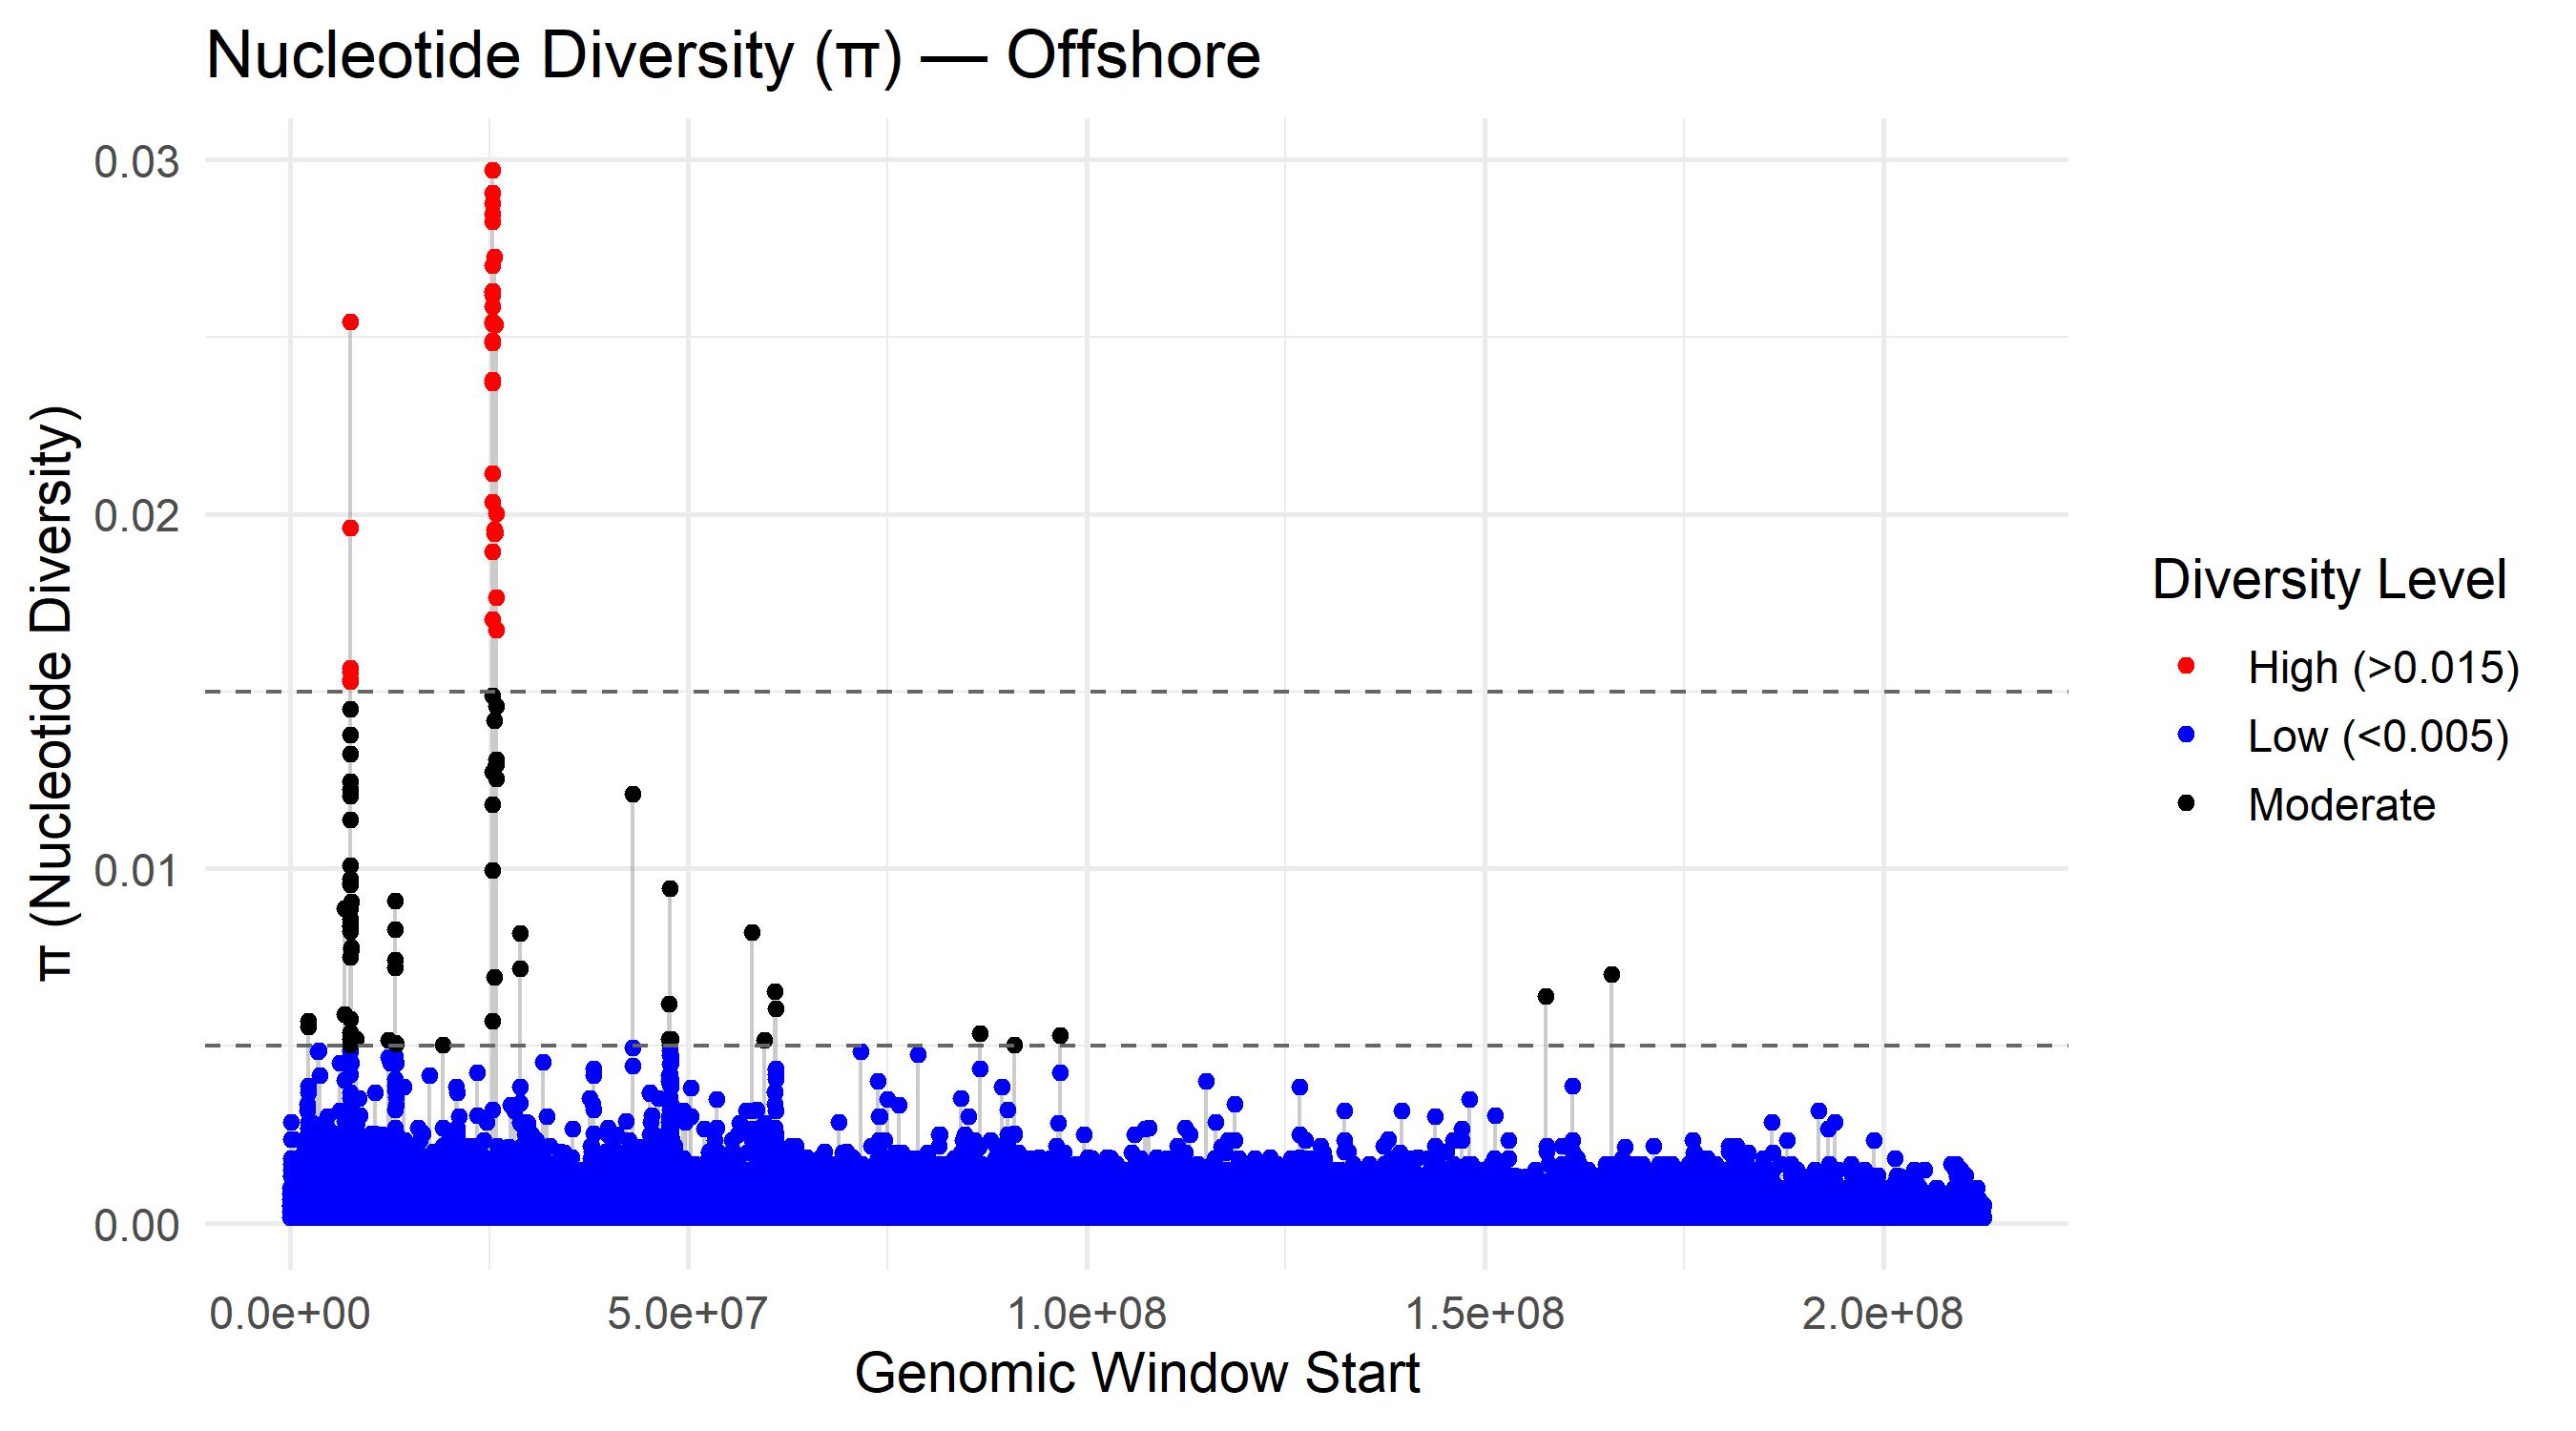 Nucleotide Diversity (π) — Offshore
π (Nucleotide Diversity)
0.03
0.02
0.01
0.00
0.0e+00
5.0e+07
1.0e+08
1.5e+08
2.0e+08
Genomic Window Start
Diversity Level
High (>0.015)
Low (<0.005)
Moderate